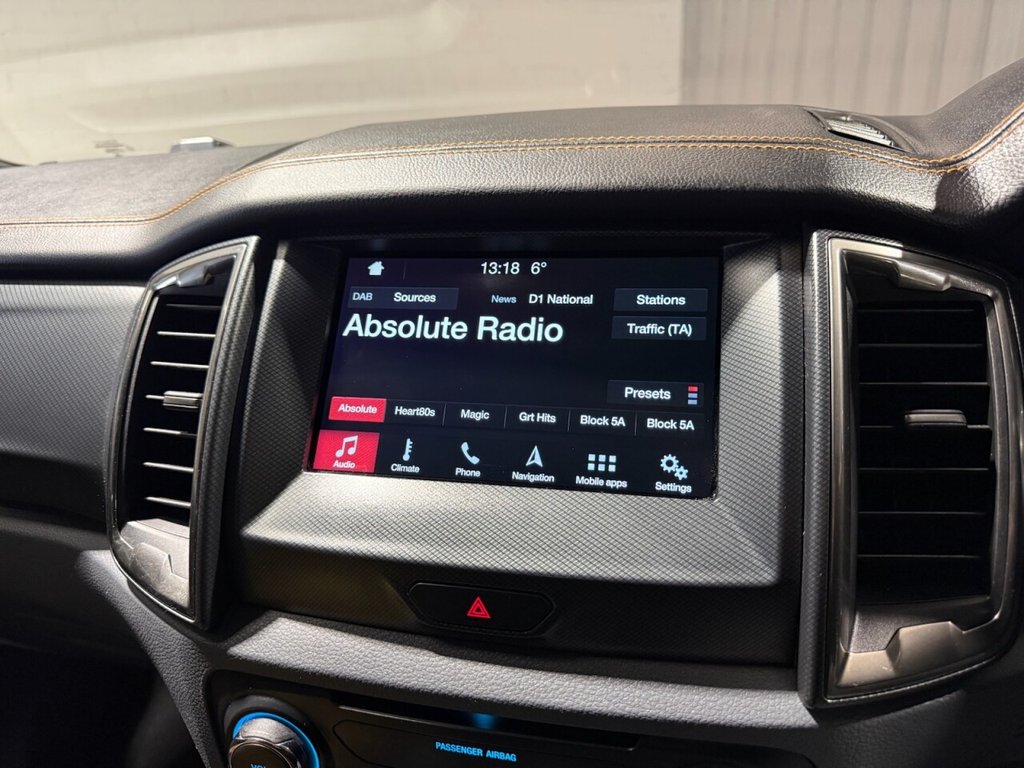 13:18 6°
DAB Sources News D1 National Stations
Absolute Radio Traffic (TA)
Presets
Absolute Heart80s Magic Grt Hits Block 5A Block 5A
Audio Climate Phone Navigation Mobile apps Settings
PASSENGER AIRBAG